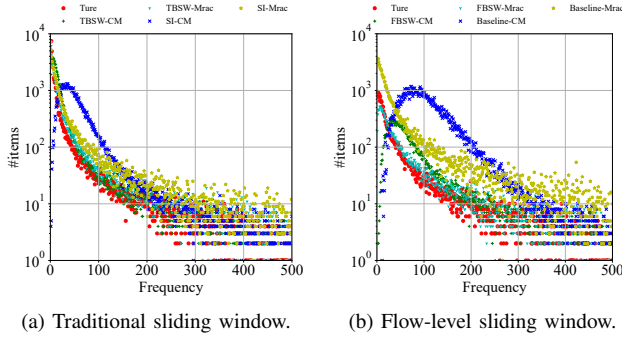 Ture TBSW-Mrac SI-Mrac
TBSW-CM SI-CM
10^4
10^3
10^2
10^1
10^0
#items
0 100 200 300 400 500
Frequency
(a) Traditional sliding window.
Ture FBSW-Mrac Baseline-Mrac
FBSW-CM Baseline-CM
10^4
10^3
10^2
10^1
10^0
#items
0 100 200 300 400 500
Frequency
(b) Flow-level sliding window.